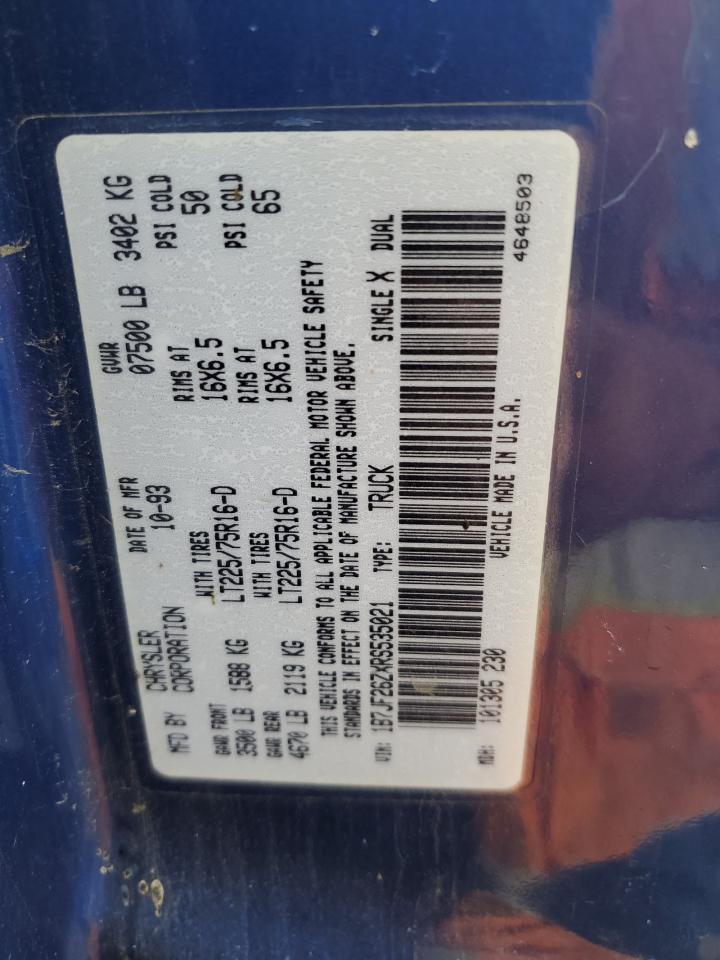 MFD BY CHRYSLER CORPORATION DATE OF MFR 10-93 GVWR 07500 LB 3402 KG
GAWR FRONT WITH TIRES RIMS AT PSI COLD
3500 LB 1588 KG LT225/75R16-D 16X6.5 50
GAWR REAR WITH TIRES RIMS AT PSI COLD
4670 LB 2119 KG LT225/75R16-D 16X6.5 65
THIS VEHICLE CONFORMS TO ALL APPLICABLE FEDERAL MOTOR VEHICLE SAFETY
STANDARDS IN EFFECT ON THE DATE OF MANUFACTURE SHOWN ABOVE.
VIN: 1B7JF26ZXRS535021 TYPE: TRUCK SINGLE X DUAL
MDH: 101305 230 VEHICLE MADE IN U.S.A. 4648503